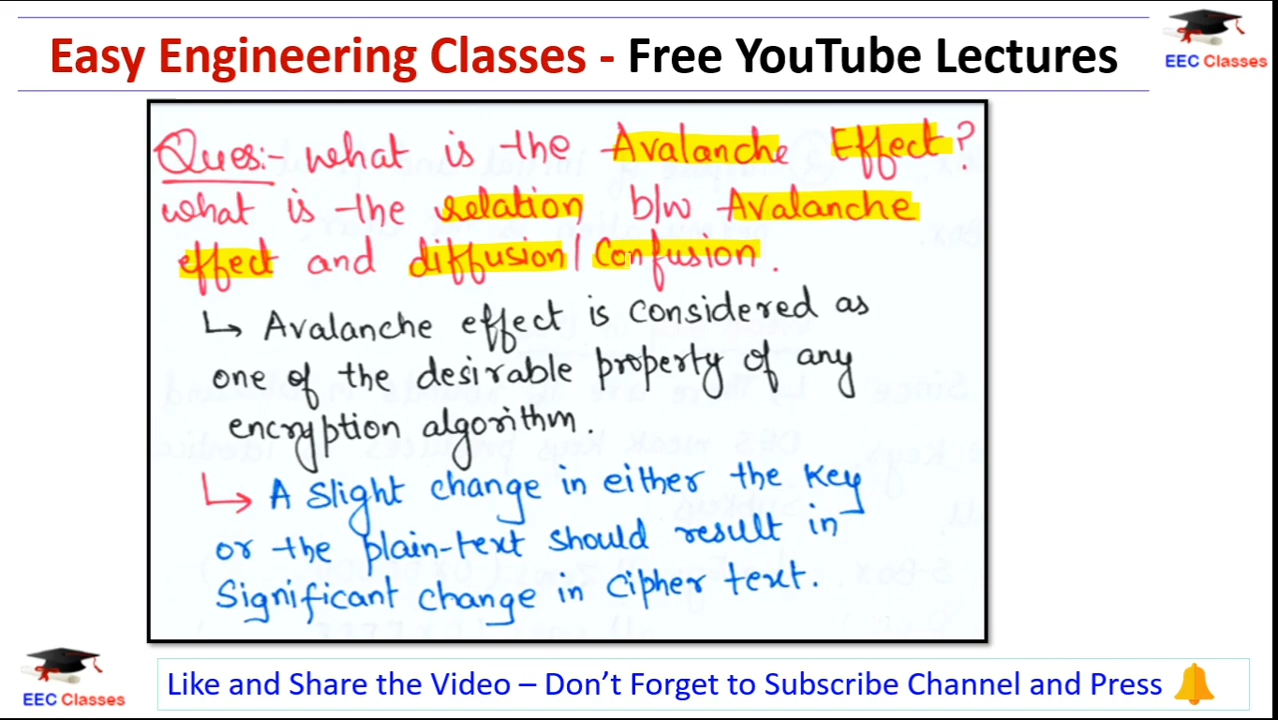 Easy Engineering Classes - Free YouTube Lectures
EEC Classes
Ques:- what is the Avalanche Effect?
what is the relation b/w Avalanche
effect and diffusion/Confusion.
↳ Avalanche effect is considered as
one of the desirable property of any
encryption algorithm.
↳ A slight change in either the key
or the plain-text should result in
Significant change in cipher text.
EEC Classes
Like and Share the Video – Don't Forget to Subscribe Channel and Press